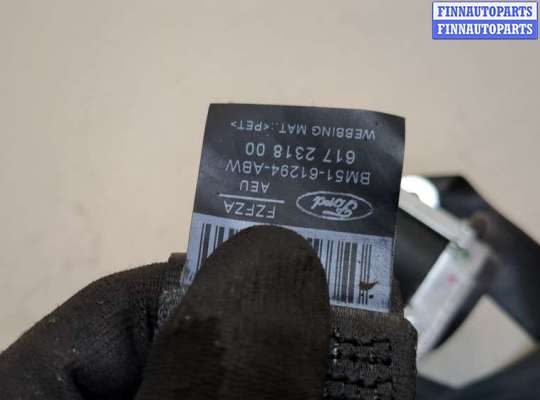 FINNAUTOPARTS
FINNAUTOPARTS
Ford
FZFZA
AEU
BM51-61294-ABW
617 2318 00
WEBBING MAT.:<PET>